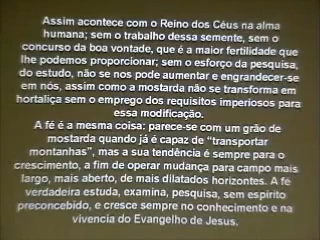 Assim acontece com o Reino dos Céus na alma
humana; sem o trabalho dessa semente, sem o
concurso da boa vontade, que é a maior fertilidade que
lhe podemos proporcionar; sem o esforço da pesquisa,
do estudo, não se nos pode aumentar e engrandecer-se
em nós, assim como a mostarda não se transforma em
hortaliça sem o emprego dos requisitos imperiosos para
essa modificação.
A fé é a mesma coisa: parece-se com um grão de
mostarda quando já é capaz de “transportar
montanhas”, mas a sua tendência é sempre para o
crescimento, a fim de operar mudança para campo mais
largo, mais aberto, de mais dilatados horizontes. A fé
verdadeira estuda, examina, pesquisa, sem espírito
preconcebido, e cresce sempre no conhecimento e na
vivencia do Evangelho de Jesus.